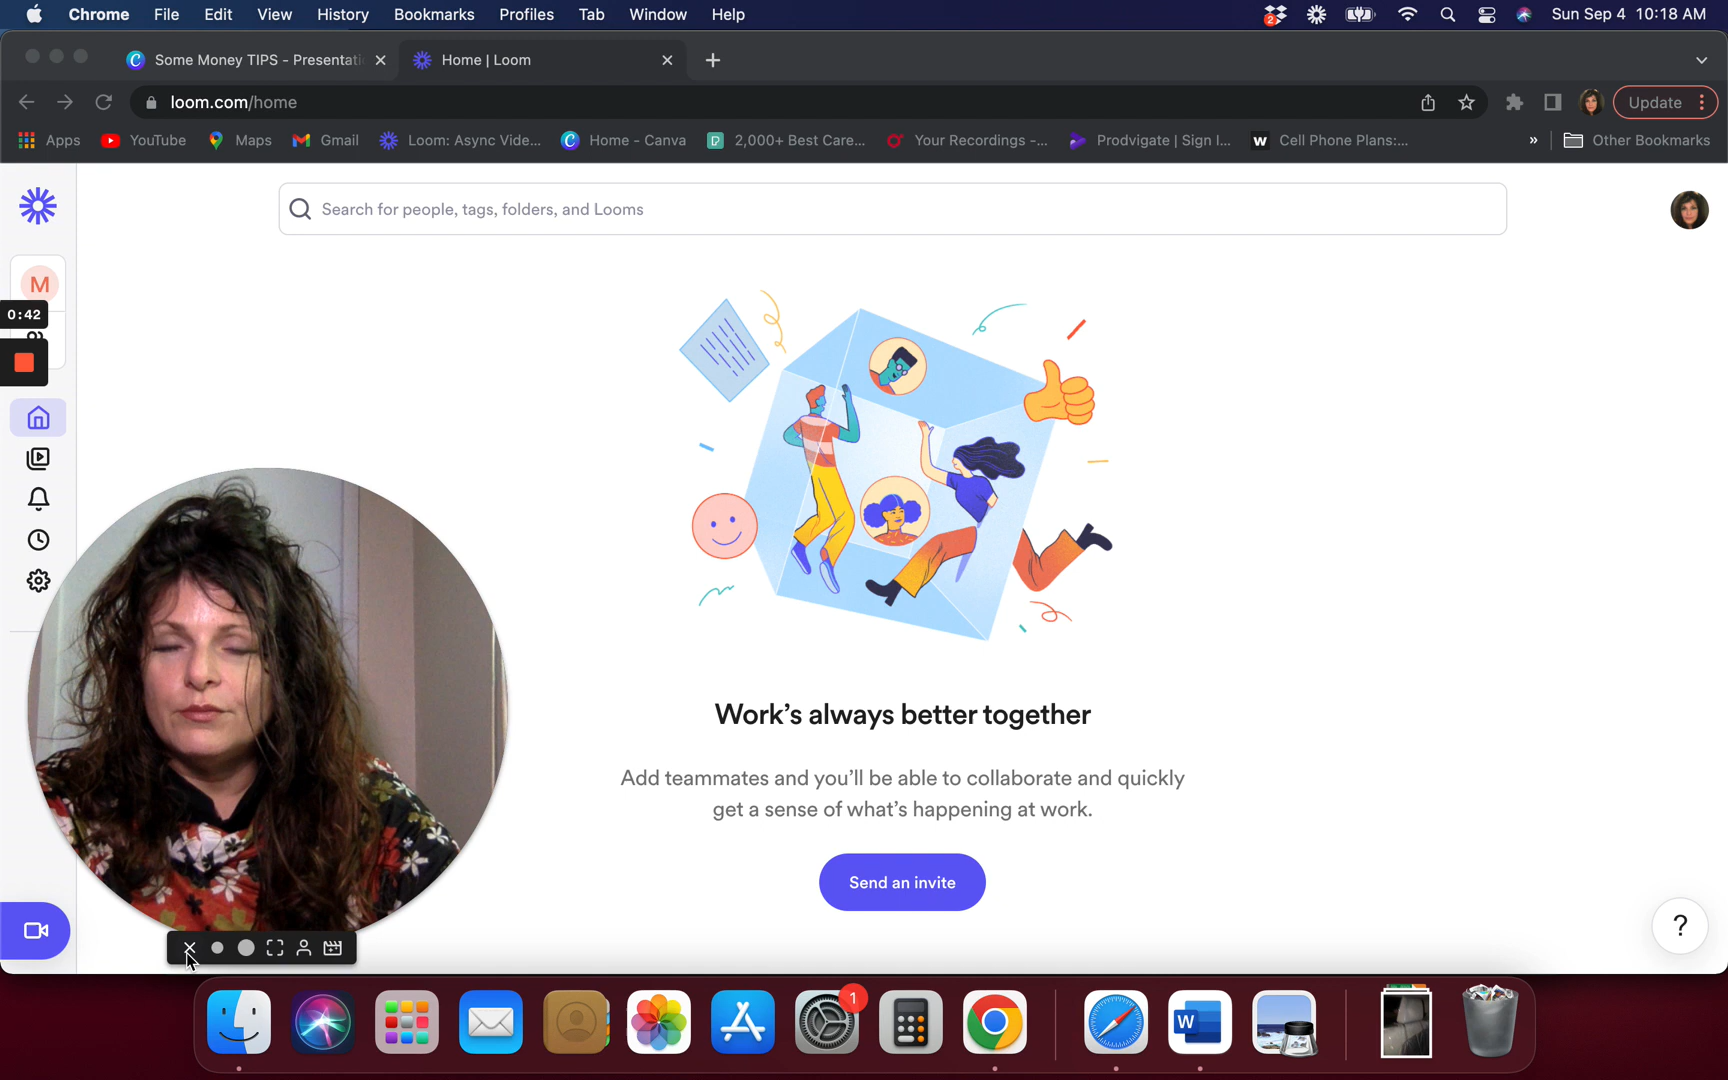 Chrome File Edit View History Bookmarks Profiles Tab Window Help
2
Sun Sep 4 10:18 AM
Some Money TIPS - Presentati
Home | Loom
loom.com/home
Update
Apps YouTube Maps Gmail Loom: Async Vide... Home - Canva 2,000+ Best Care... Your Recordings -... Prodvigate | Sign I... Cell Phone Plans:... » Other Bookmarks
Search for people, tags, folders, and Looms
M
0:42
Work's always better together
Add teammates and you'll be able to collaborate and quickly
get a sense of what's happening at work.
Send an invite
?
1
W